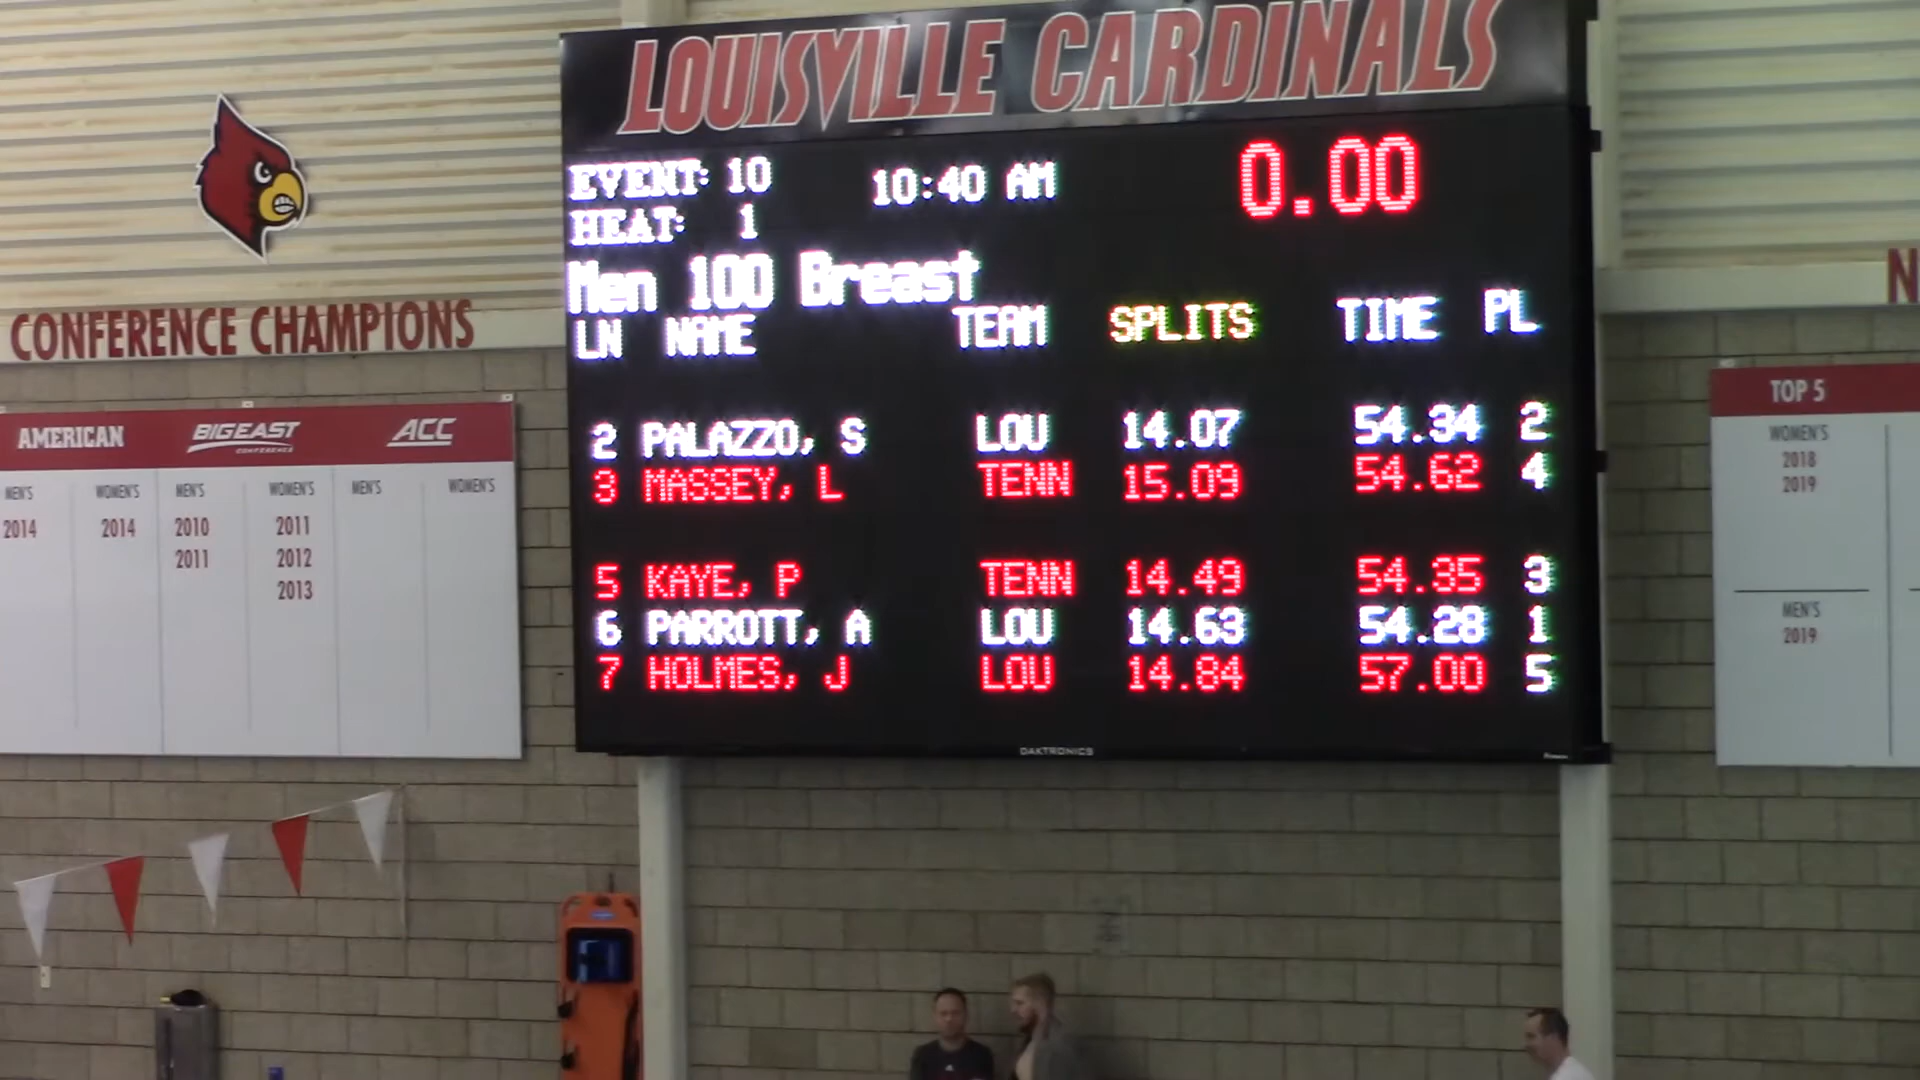 LOUISVILLE CARDINALS
EVENT: 10 10:40 AM 0.00
HEAT: 1
Men 100 Breast
LN NAME TEAM SPLITS TIME PL
2 PALAZZO, S LOU 14.07 54.34 2
3 MASSEY, L TENN 15.09 54.62 4
5 KAYE, P TENN 14.49 54.35 3
6 PARROTT, A LOU 14.63 54.28 1
7 HOLMES, J LOU 14.84 57.00 5
DAKTRONICS
CONFERENCE CHAMPIONS
AMERICAN BIG EAST CONFERENCE ACC
MEN'S WOMEN'S MEN'S WOMEN'S MEN'S WOMEN'S
2014 2014 2010 2011
2011 2012
2013
N
TOP 5
WOMEN'S
2018
2019
MEN'S
2019